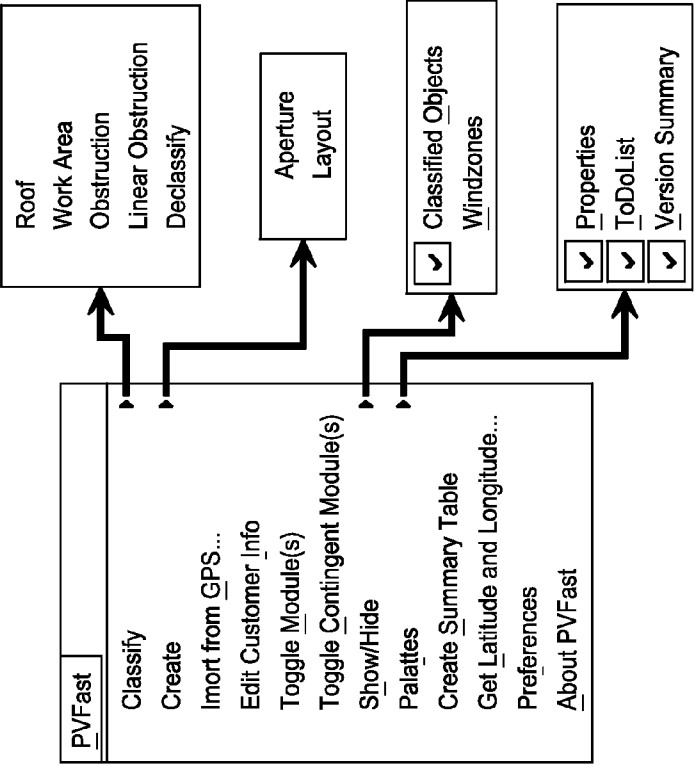 PVFast
Classify
Create
Imort from GPS...
Edit Customer Info
Toggle Module(s)
Toggle Contingent Module(s)
Show/Hide
Palattes
Create Summary Table
Get Latitude and Longitude...
Preferences
About PVFast
Roof
Work Area
Obstruction
Linear Obstruction
Declassify
Aperture
Layout
Classified Objects
Windzones
Properties
ToDoList
Version Summary